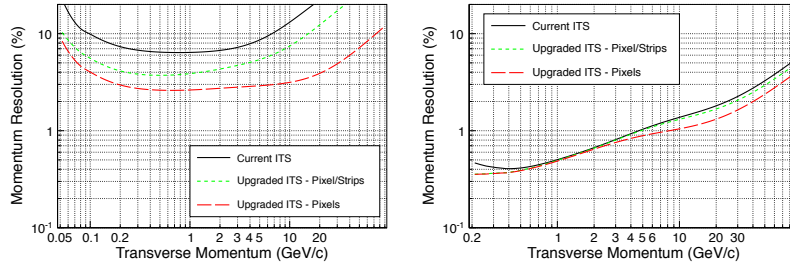 Momentum Resolution (%)
10
1
10-1
Current ITS
Upgraded ITS - Pixel/Strips
Upgraded ITS - Pixels
0.05 0.1 0.2 1 2 3 4 5 10 20
Transverse Momentum (GeV/c)
Momentum Resolution (%)
10
1
10-1
Current ITS
Upgraded ITS - Pixel/Strips
Upgraded ITS - Pixels
0.2 1 2 3 4 5 6 10 20 30
Transverse Momentum (GeV/c)